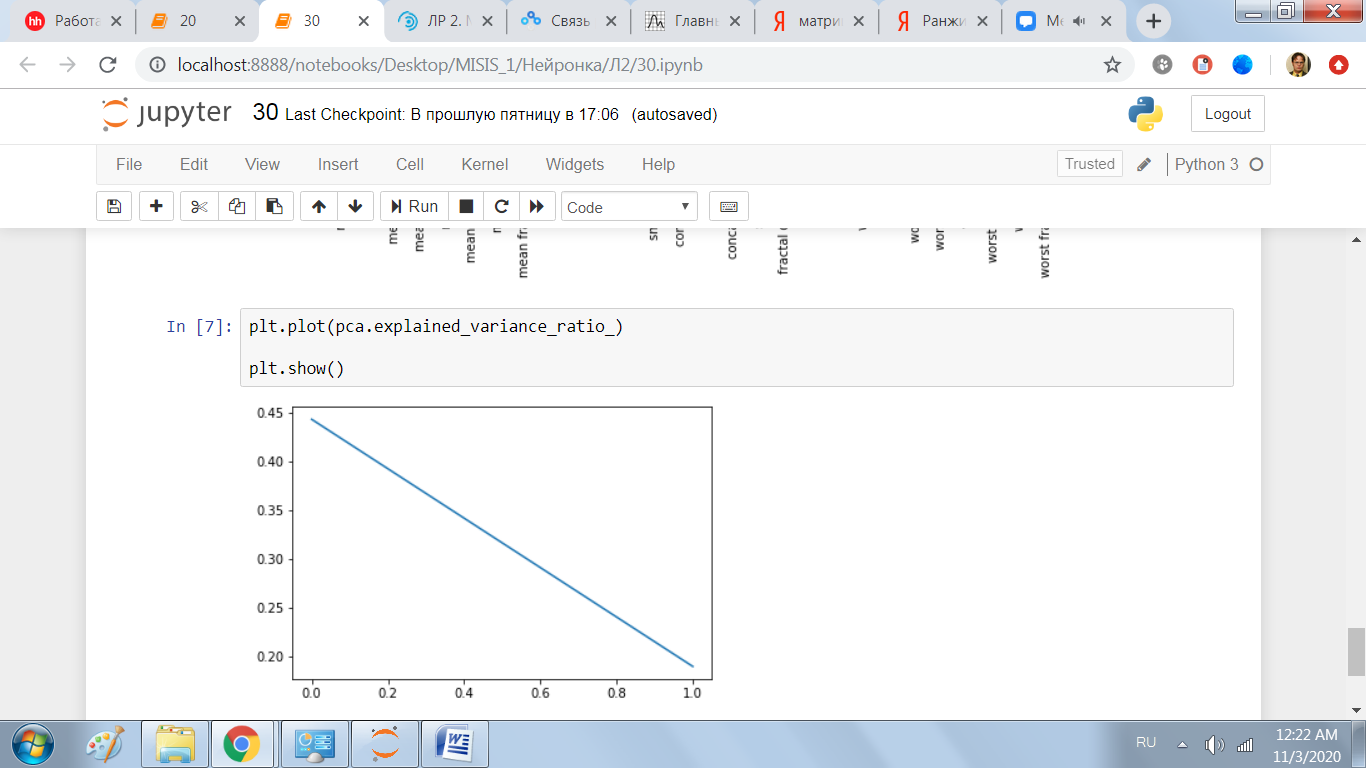 Работа
20
30
ЛР 2.
Связь
Главн
матри
Ранжи
localhost:8888/notebooks/Desktop/MISIS_1/Нейронка/Л2/30.ipynb
jupyter 30 Last Checkpoint: В прошлую пятницу в 17:06 (autosaved)
Logout
File Edit View Insert Cell Kernel Widgets Help
Trusted
Python 3
Run
Code
mean
mean fra
fractal
worst
worst fra
In [7]: plt.plot(pca.explained_variance_ratio_)
plt.show()
0.45
0.40
0.35
0.30
0.25
0.20
0.0 0.2 0.4 0.6 0.8 1.0
RU
12:22 AM
11/3/2020